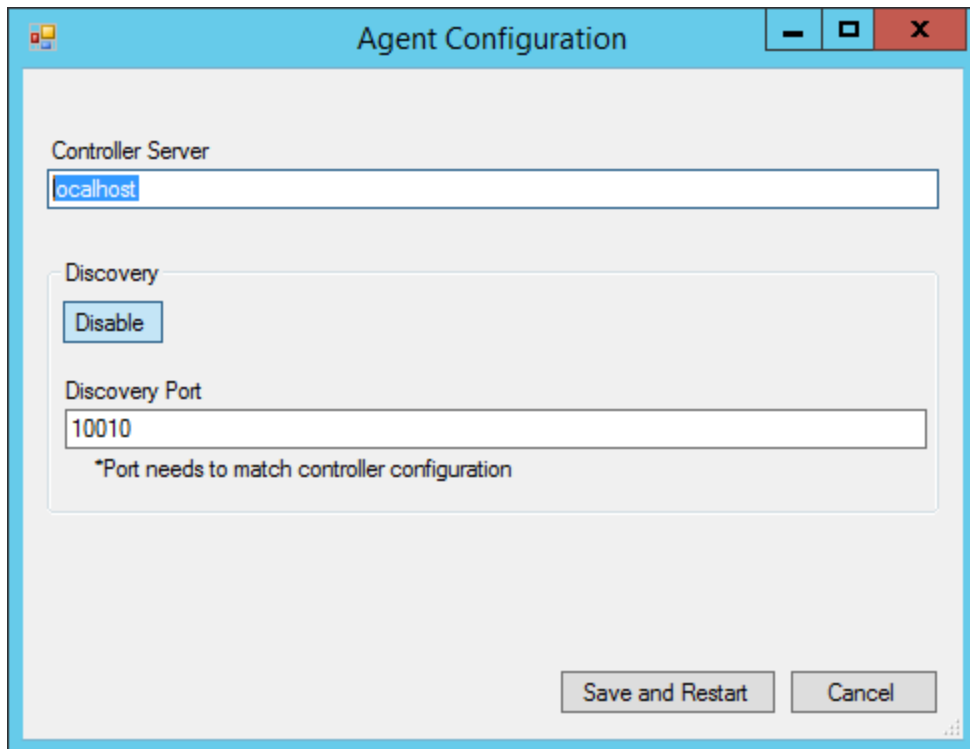 Agent Configuration
Controller Server
localhost
Discovery
Disable
Discovery Port
10010
*Port needs to match controller configuration
Save and Restart
Cancel